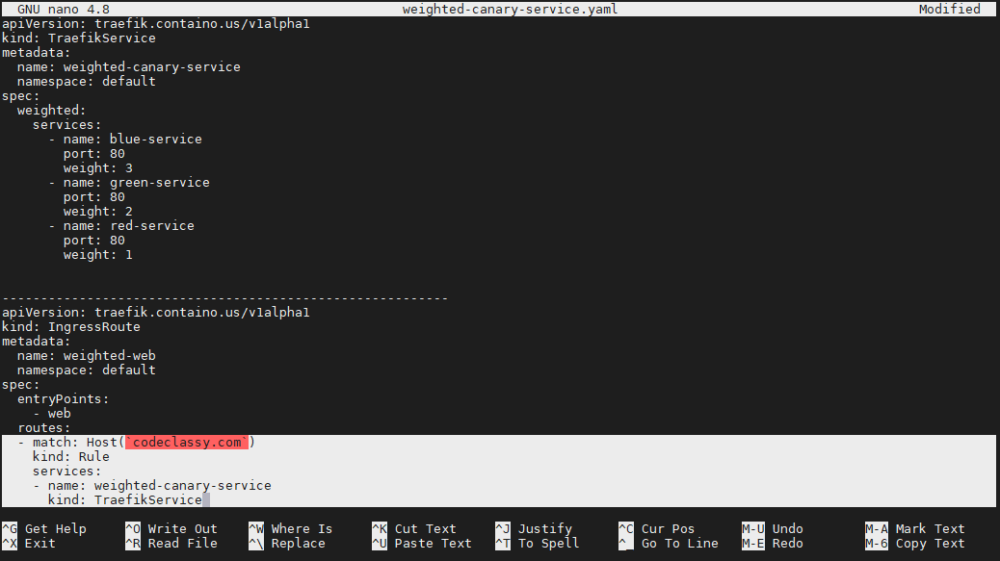 GNU nano 4.8 weighted-canary-service.yaml Modified
apiVersion: traefik.containo.us/v1alpha1
kind: TraefikService
metadata:
  name: weighted-canary-service
  namespace: default
spec:
  weighted:
    services:
      - name: blue-service
        port: 80
        weight: 3
      - name: green-service
        port: 80
        weight: 2
      - name: red-service
        port: 80
        weight: 1
----------------------------------------------------------
apiVersion: traefik.containo.us/v1alpha1
kind: IngressRoute
metadata:
  name: weighted-web
  namespace: default
spec:
  entryPoints:
    - web
  routes:
  - match: Host(`codeclassy.com`)
    kind: Rule
    services:
    - name: weighted-canary-service
      kind: TraefikService
^G Get Help ^O Write Out ^W Where Is ^K Cut Text ^J Justify ^C Cur Pos M-U Undo M-A Mark Text
^X Exit ^R Read File ^\ Replace ^U Paste Text ^T To Spell ^_ Go To Line M-E Redo M-6 Copy Text